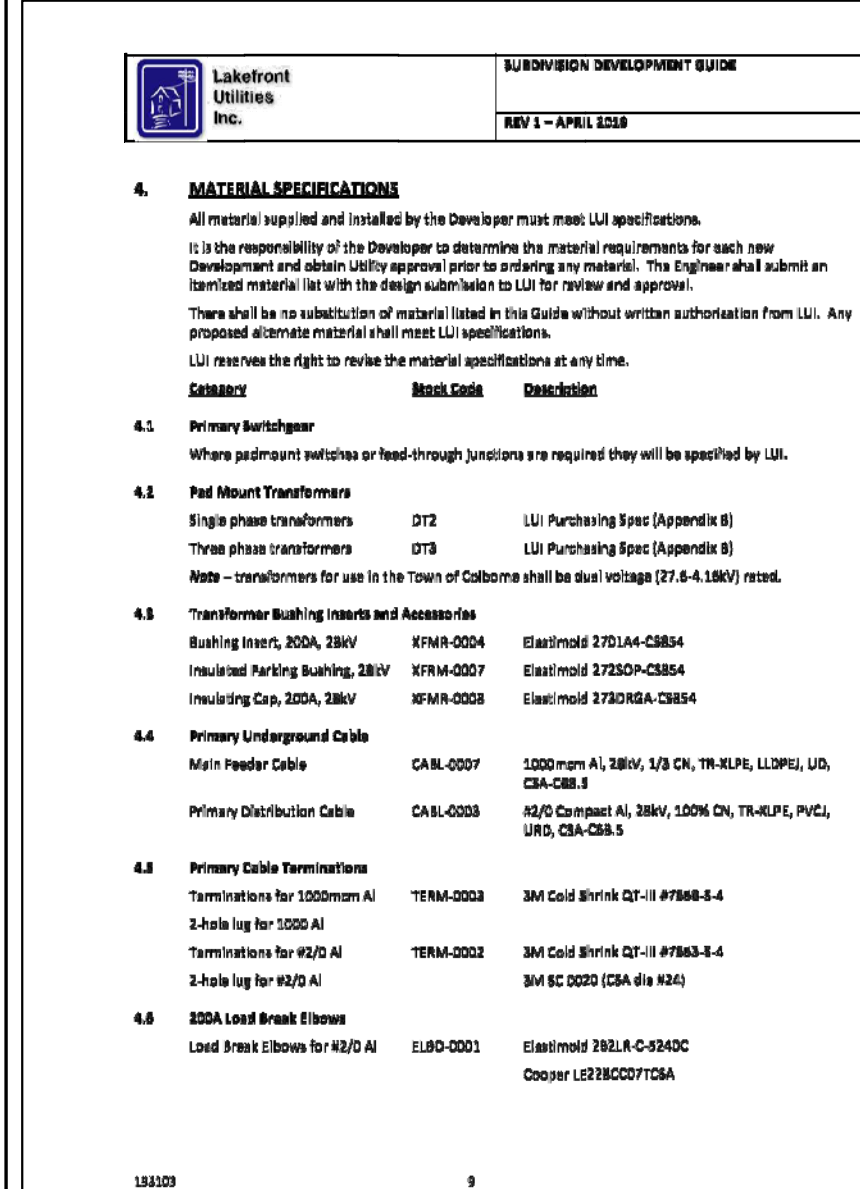 Lakefront
Utilities
Inc.
SUBDIVISION DEVELOPMENT GUIDE
REV 1 – APRIL 2019
4. MATERIAL SPECIFICATIONS
All material supplied and installed by the Developer must meet LUI specifications.
It is the responsibility of the Developer to determine the material requirements for each new
Development and obtain Utility approval prior to ordering any material. The Engineer shall submit an
itemized material list with the design submission to LUI for review and approval.
There shall be no substitution of material listed in this Guide without written authorization from LUI. Any
proposed alternate material shall meet LUI specifications.
LUI reserves the right to revise the material specifications at any time.
Category Stock Code Description
4.1 Primary Switchgear
Where padmount switches or feed-through junctions are required they will be specified by LUI.
4.2 Pad Mount Transformers
Single phase transformers DT2 LUI Purchasing Spec (Appendix B)
Three phase transformers DT3 LUI Purchasing Spec (Appendix B)
Note – transformers for use in the Town of Colborne shall be dual voltage (27.6-4.16kV) rated.
4.3 Transformer Bushing Inserts and Accessories
Bushing Insert, 200A, 28kV XFMR-0004 Elastimold 2701A4-CS854
Insulated Parking Bushing, 28kV XFRM-0007 Elastimold 272SOP-CS854
Insulating Cap, 200A, 28kV XFMR-0008 Elastimold 273DRGA-CS854
4.4 Primary Underground Cable
Main Feeder Cable CABL-0007 1000mcm Al, 28kV, 1/3 CN, TR-XLPE, LLDPEJ, UD,
CSA-C68.5
Primary Distribution Cable CABL-0003 #2/0 Compact Al, 28kV, 100% CN, TR-XLPE, PVCJ,
URD, CSA-C68.5
4.5 Primary Cable Terminations
Terminations for 1000mcm Al TERM-0003 3M Cold Shrink QT-III
2-hole lug for 1000 Al
Terminations for #2/0 Al TERM-0002 3M Cold Shrink QT-III #7663-S-4
2-hole lug for #2/0 Al 3M SC 0020 (CSA die #24)
4.6 200A Load Break Elbows
Load Break Elbows for #2/0 Al ELBO-0001 Elastimold
Cooper
9